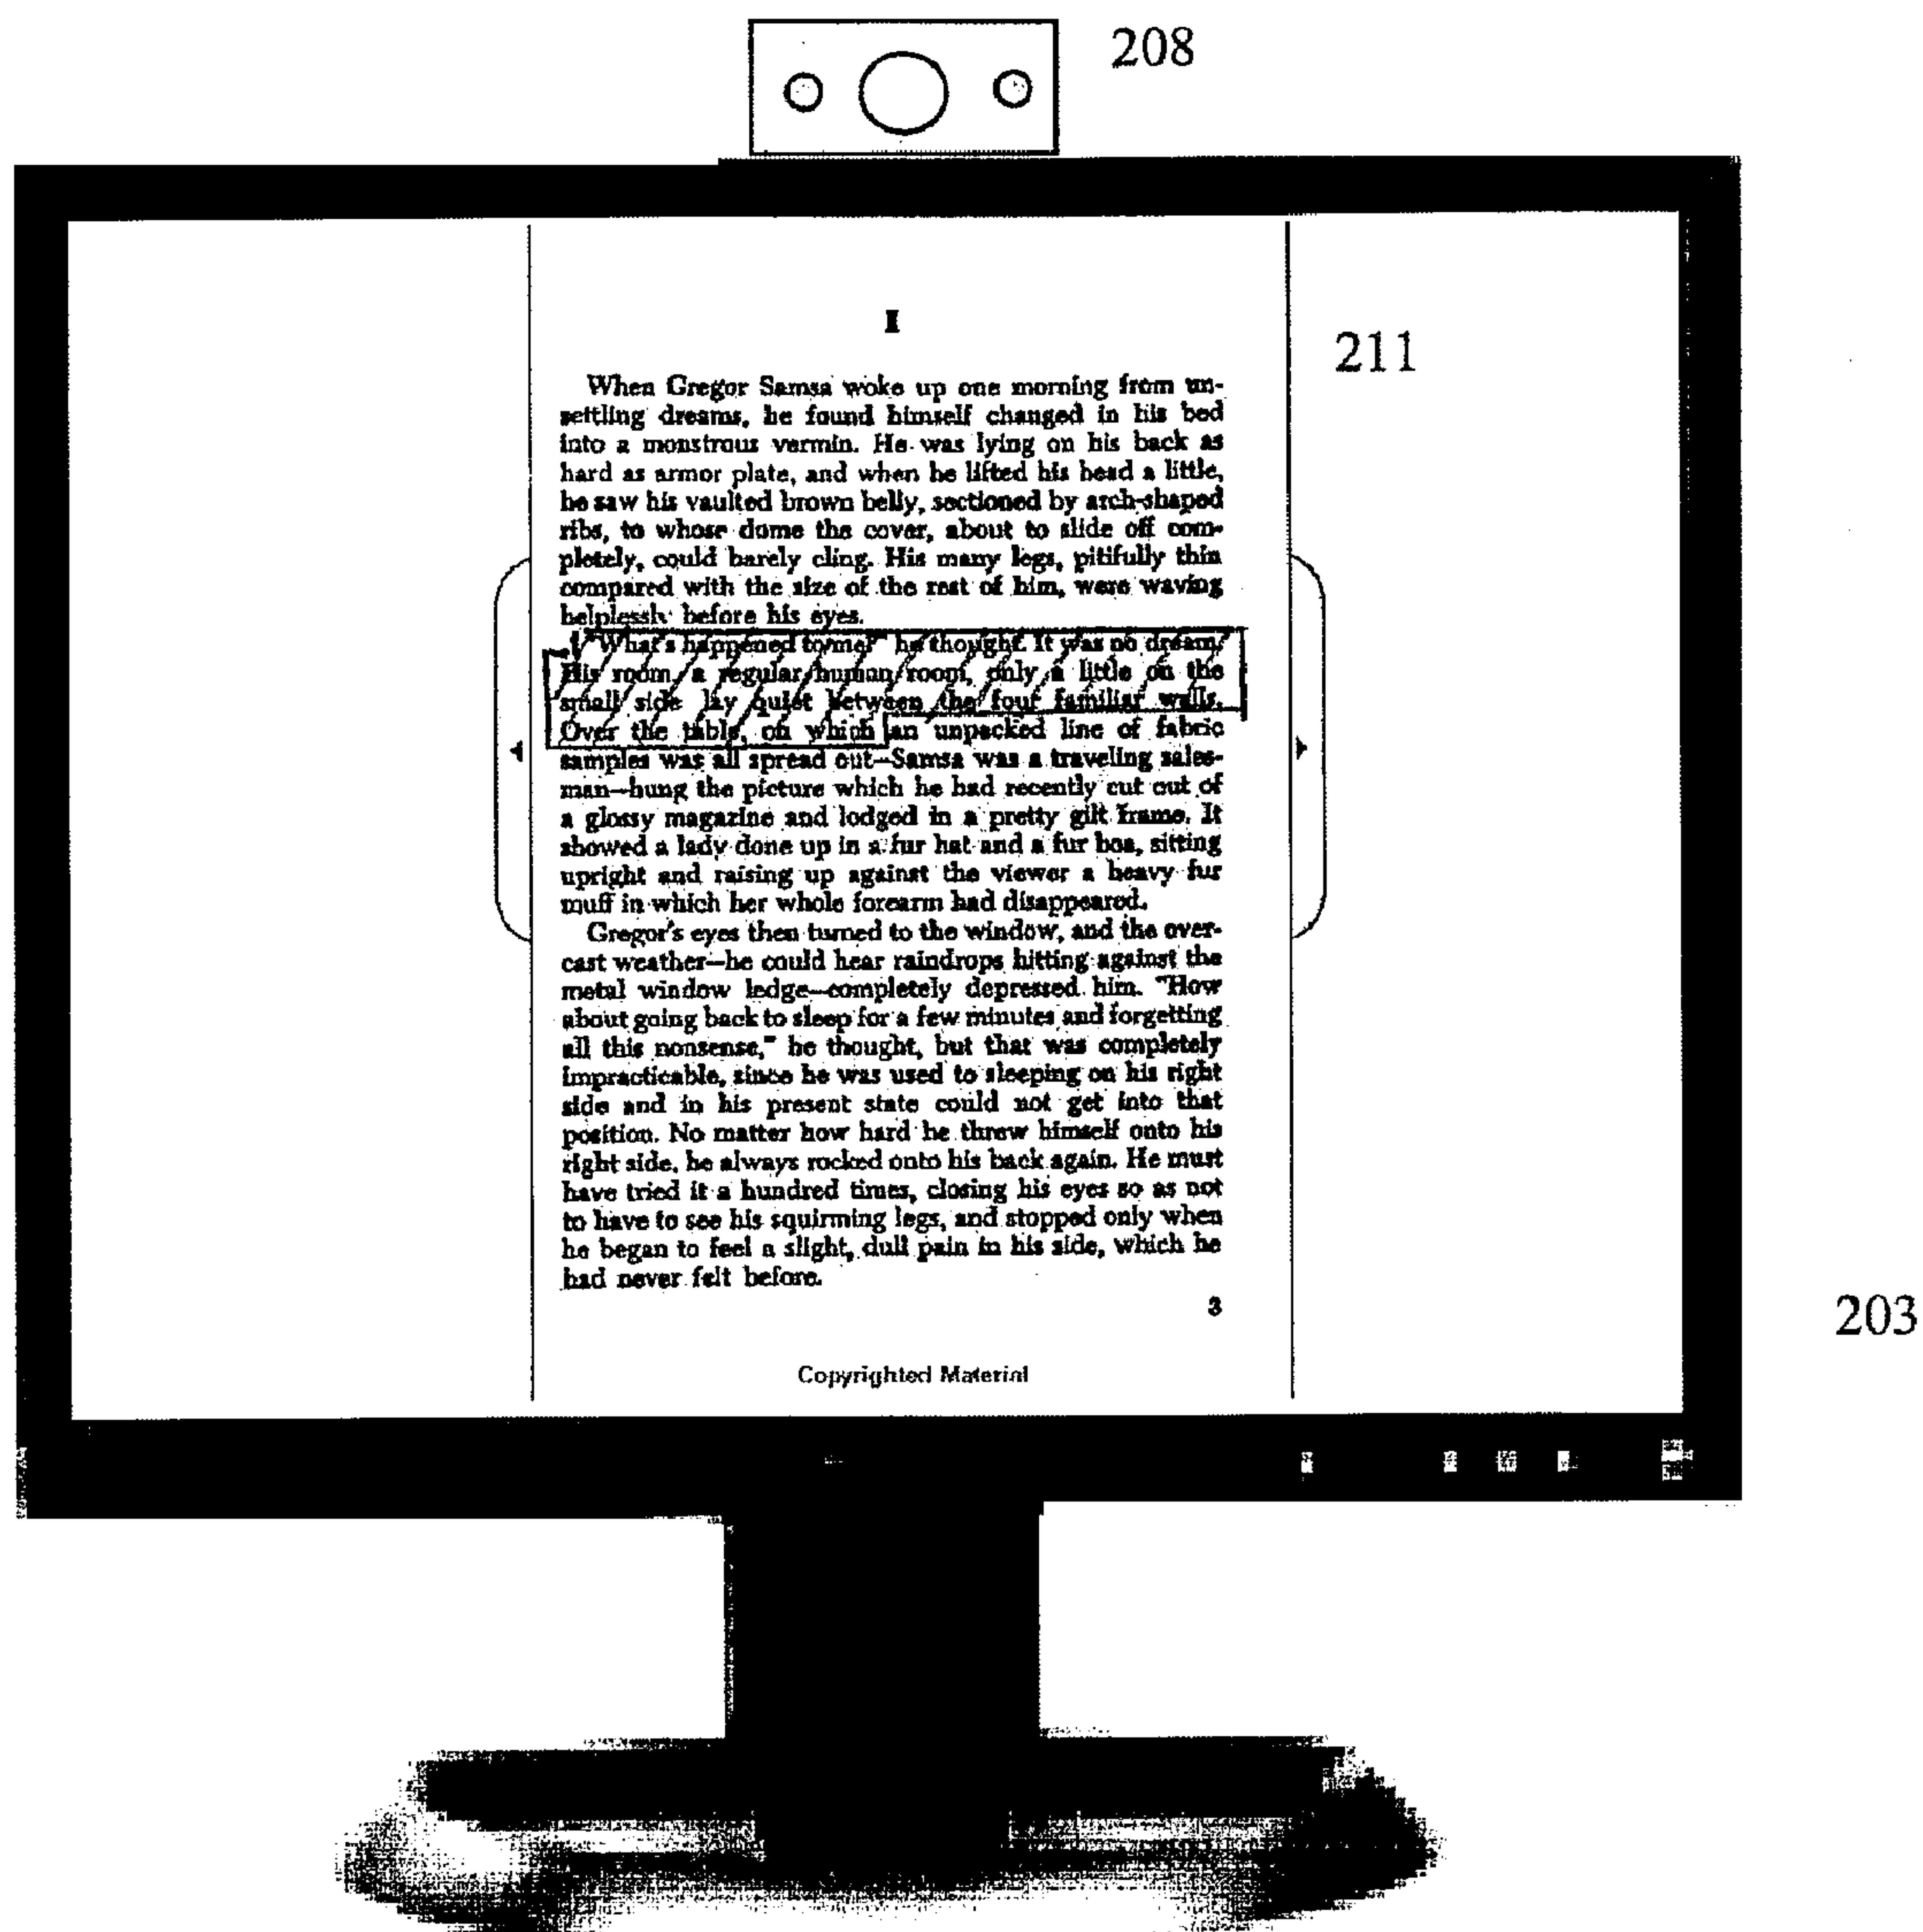 208
I
211
When Gregor Samsa woke up one morning from un-
settling dreams, he found himself changed in his bed
into a monstrous vermin. He was lying on his back as
hard as armor plate, and when he lifted his head a little,
he saw his vaulted brown belly, sectioned by arch-shaped
ribs, to whose dome the cover, about to slide off com-
pletely, could barely cling. His many legs, pitifully thin
compared with the size of the rest of him, were waving
helplessly before his eyes.
"What's happened to me?" he thought. It was no dream.
His room, a regular human room, only a little on the
small side, lay quiet between the four familiar walls.
Over the table, on which an unpacked line of fabric
samples was all spread out—Samsa was a traveling sales-
man—hung the picture which he had recently cut out of
a glossy magazine and lodged in a pretty gilt frame. It
showed a lady done up in a fur hat and a fur boa, sitting
upright and raising up against the viewer a heavy fur
muff in which her whole forearm had disappeared.
Gregor's eyes then turned to the window, and the over-
cast weather—he could hear raindrops hitting against the
metal window ledge—completely depressed him. "How
about going back to sleep for a few minutes and forgetting
all this nonsense," he thought, but that was completely
impracticable, since he was used to sleeping on his right
side and in his present state could not get into that
position. No matter how hard he threw himself onto his
right side, he always rocked onto his back again. He must
have tried it a hundred times, closing his eyes so as not
to have to see his squirming legs, and stopped only when
he began to feel a slight, dull pain in his side, which he
had never felt before.
3
203
Copyrighted Material